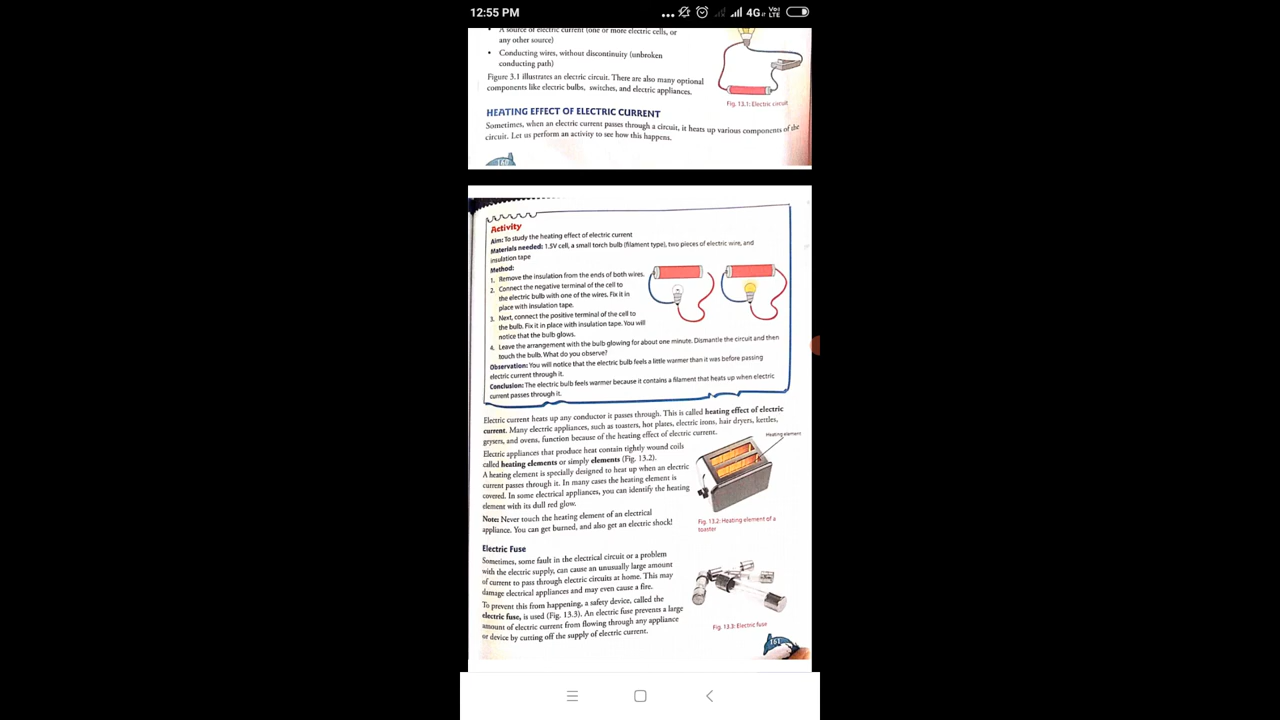 12:55 PM
4G
Vo)
LTE
• A source of electric current (one or more electric cells, or
any other source)
• Conducting wires, without discontinuity (unbroken
conducting path)
Figure 3.1 illustrates an electric circuit. There are also many optional
components like electric bulbs, switches, and electric appliances.
Fig. 13.1: Electric circuit
HEATING EFFECT OF ELECTRIC CURRENT
Sometimes, when an electric current passes through a circuit, it heats up various components of the
circuit. Let us perform an activity to see how this happens.
160
Activity
Aim: To study the heating effect of electric current
Materials needed: 1.5V cell, a small torch bulb (filament type), two pieces of electric wire, and
insulation tape
Method:
1. Remove the insulation from the ends of both wires.
2. Connect the negative terminal of the cell to
the electric bulb with one of the wires. Fix it in
place with insulation tape.
3. Next, connect the positive terminal of the cell to
the bulb. Fix it in place with insulation tape. You will
notice that the bulb glows.
4. Leave the arrangement with the bulb glowing for about one minute. Dismantle the circuit and then
touch the bulb. What do you observe?
Observation: You will notice that the electric bulb feels a little warmer than it was before passing
electric current through it.
Conclusion: The electric bulb feels warmer because it contains a filament that heats up when electric
current passes through it.
Electric current heats up any conductor it passes through. This is called heating effect of electric
current. Many electric appliances, such as toasters, hot plates, electric irons, hair dryers, kettles,
geysers, and ovens, function because of the heating effect of electric current.
Heating element
Electric appliances that produce heat contain tightly wound coils
called heating elements or simply elements (Fig. 13.2).
A heating element is specially designed to heat up when an electric
current passes through it. In many cases the heating element is
covered. In some electrical appliances, you can identify the heating
element with its dull red glow.
Note: Never touch the heating element of an electrical
appliance. You can get burned, and also get an electric shock!
Fig. 13.2: Heating element of a
toaster
Electric Fuse
Sometimes, some fault in the electrical circuit or a problem
with the electric supply, can cause an unusually large amount
of current to pass through electric circuits at home. This may
damage electrical appliances and may even cause a fire.
To prevent this from happening, a safety device, called the
electric fuse, is used (Fig. 13.3). An electric fuse prevents a large
amount of electric current from flowing through any appliance
or device by cutting off the supply of electric current.
Fig. 13.3: Electric fuse
161